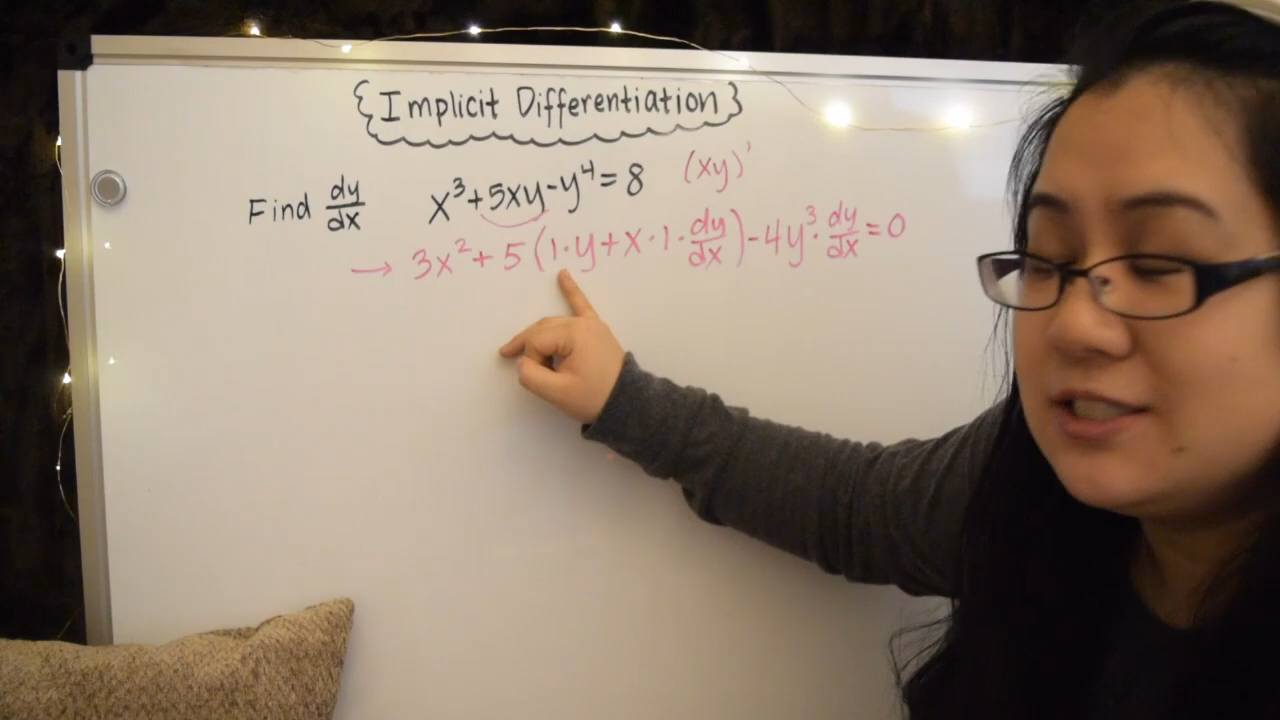 {Implicit Differentiation}
Find dy/dx x³+5xy-y⁴=8 (xy)'
→ 3x²+5(1·y+x·1·dy/dx)-4y³·dy/dx=0